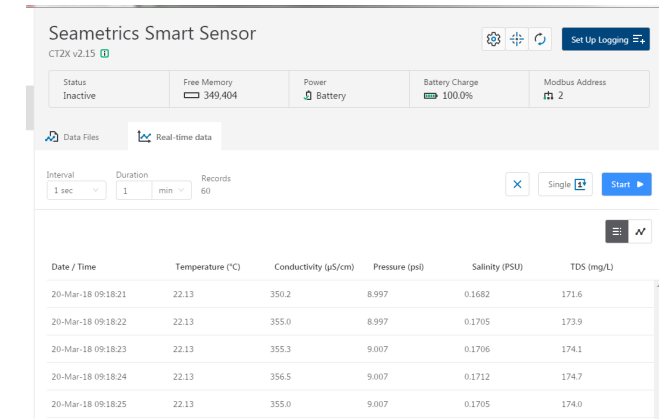 Seametrics Smart Sensor
CT2X v2.15
Set Up Logging
Status Free Memory Power Battery Charge Modbus Address
Inactive 349,404 Battery 100.0% 2
Data Files Real-time data
Interval Duration Records
1 sec 1 min 60
Single 1 Start
Date / Time Temperature (°C) Conductivity (µS/cm) Pressure (psi) Salinity (PSU) TDS (mg/L)
20-Mar-18 09:18:21 22.13 350.2 8.997 0.1682 171.6
20-Mar-18 09:18:22 22.13 355.0 8.997 0.1705 173.9
20-Mar-18 09:18:23 22.13 355.3 9.007 0.1706 174.1
20-Mar-18 09:18:24 22.13 356.5 9.007 0.1712 174.7
20-Mar-18 09:18:25 22.13 355.0 9.007 0.1705 174.0